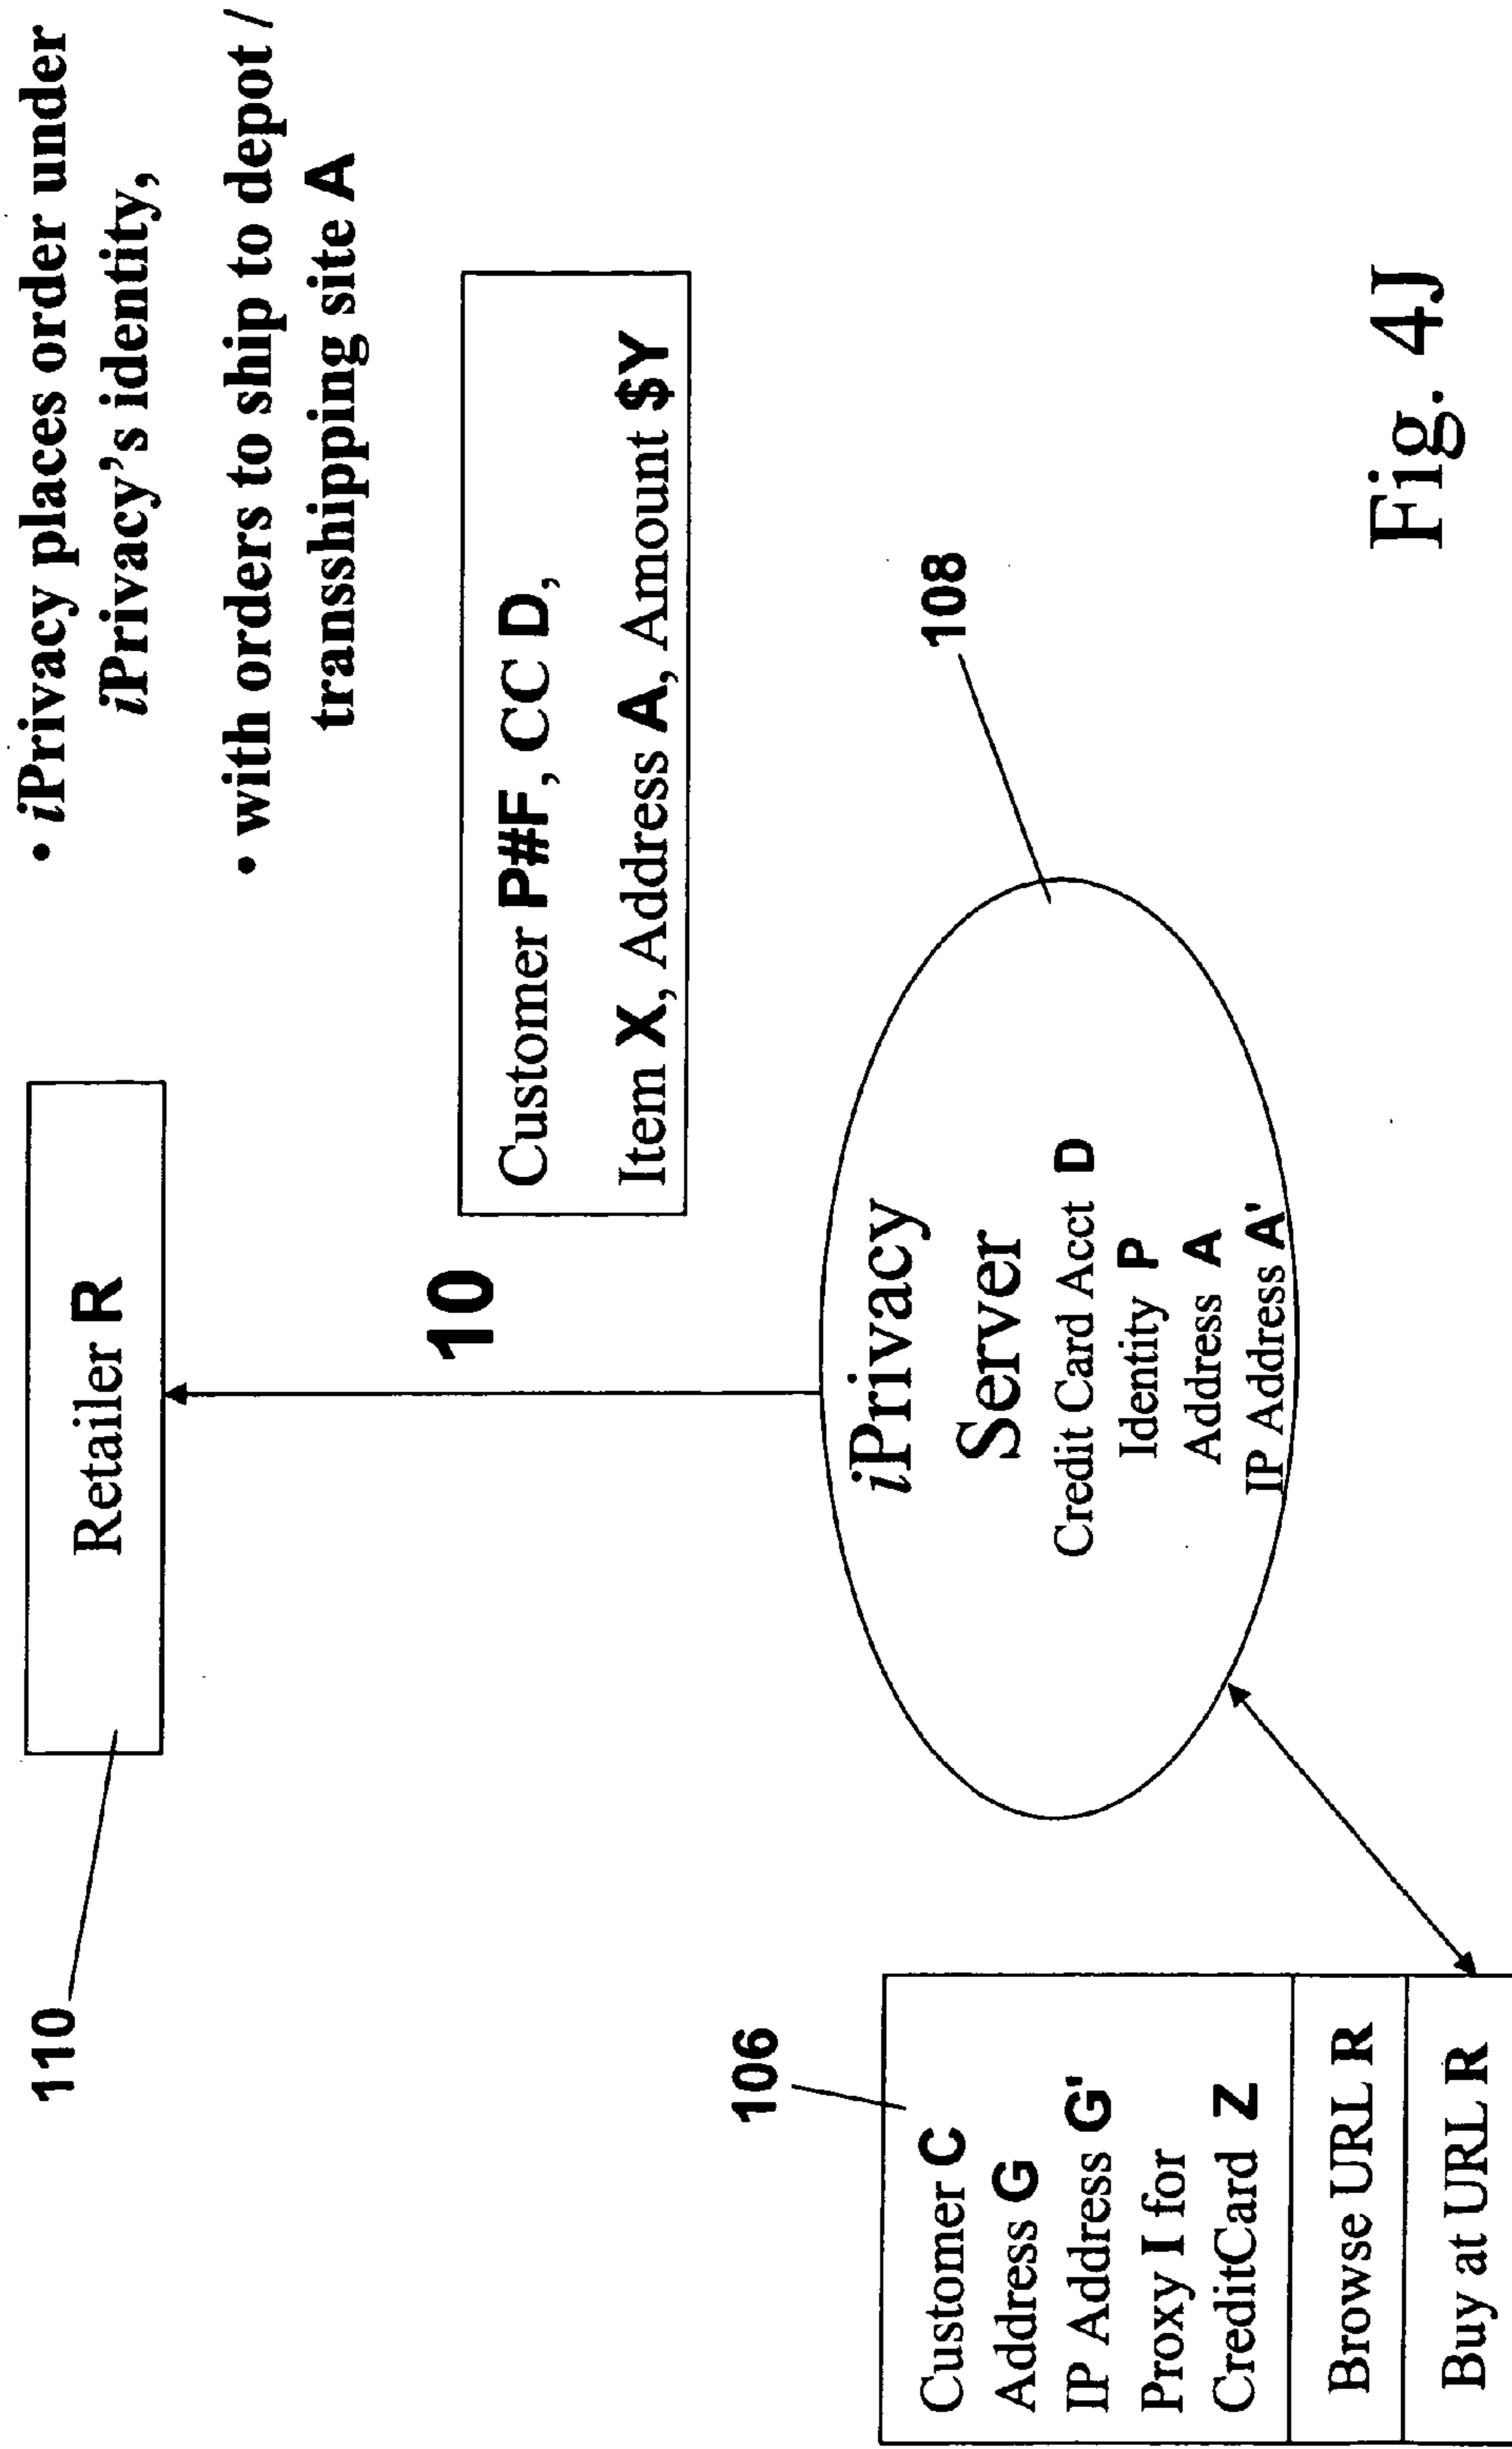 110
Retailer R
• iPrivacy places order under
iPrivacy's identity,
• with orders to ship to depot /
transshipping site A
10
Customer P#F, CC D,
Item X, Address A, Amount $Y
106
Customer C
Address G
IP Address G'
Proxy I for
CreditCard Z
Browse URL R
Buy at URL R
iPrivacy
Server
Credit Card Acct D
Identity P
Address A
IP Address A'
108
Fig. 4J